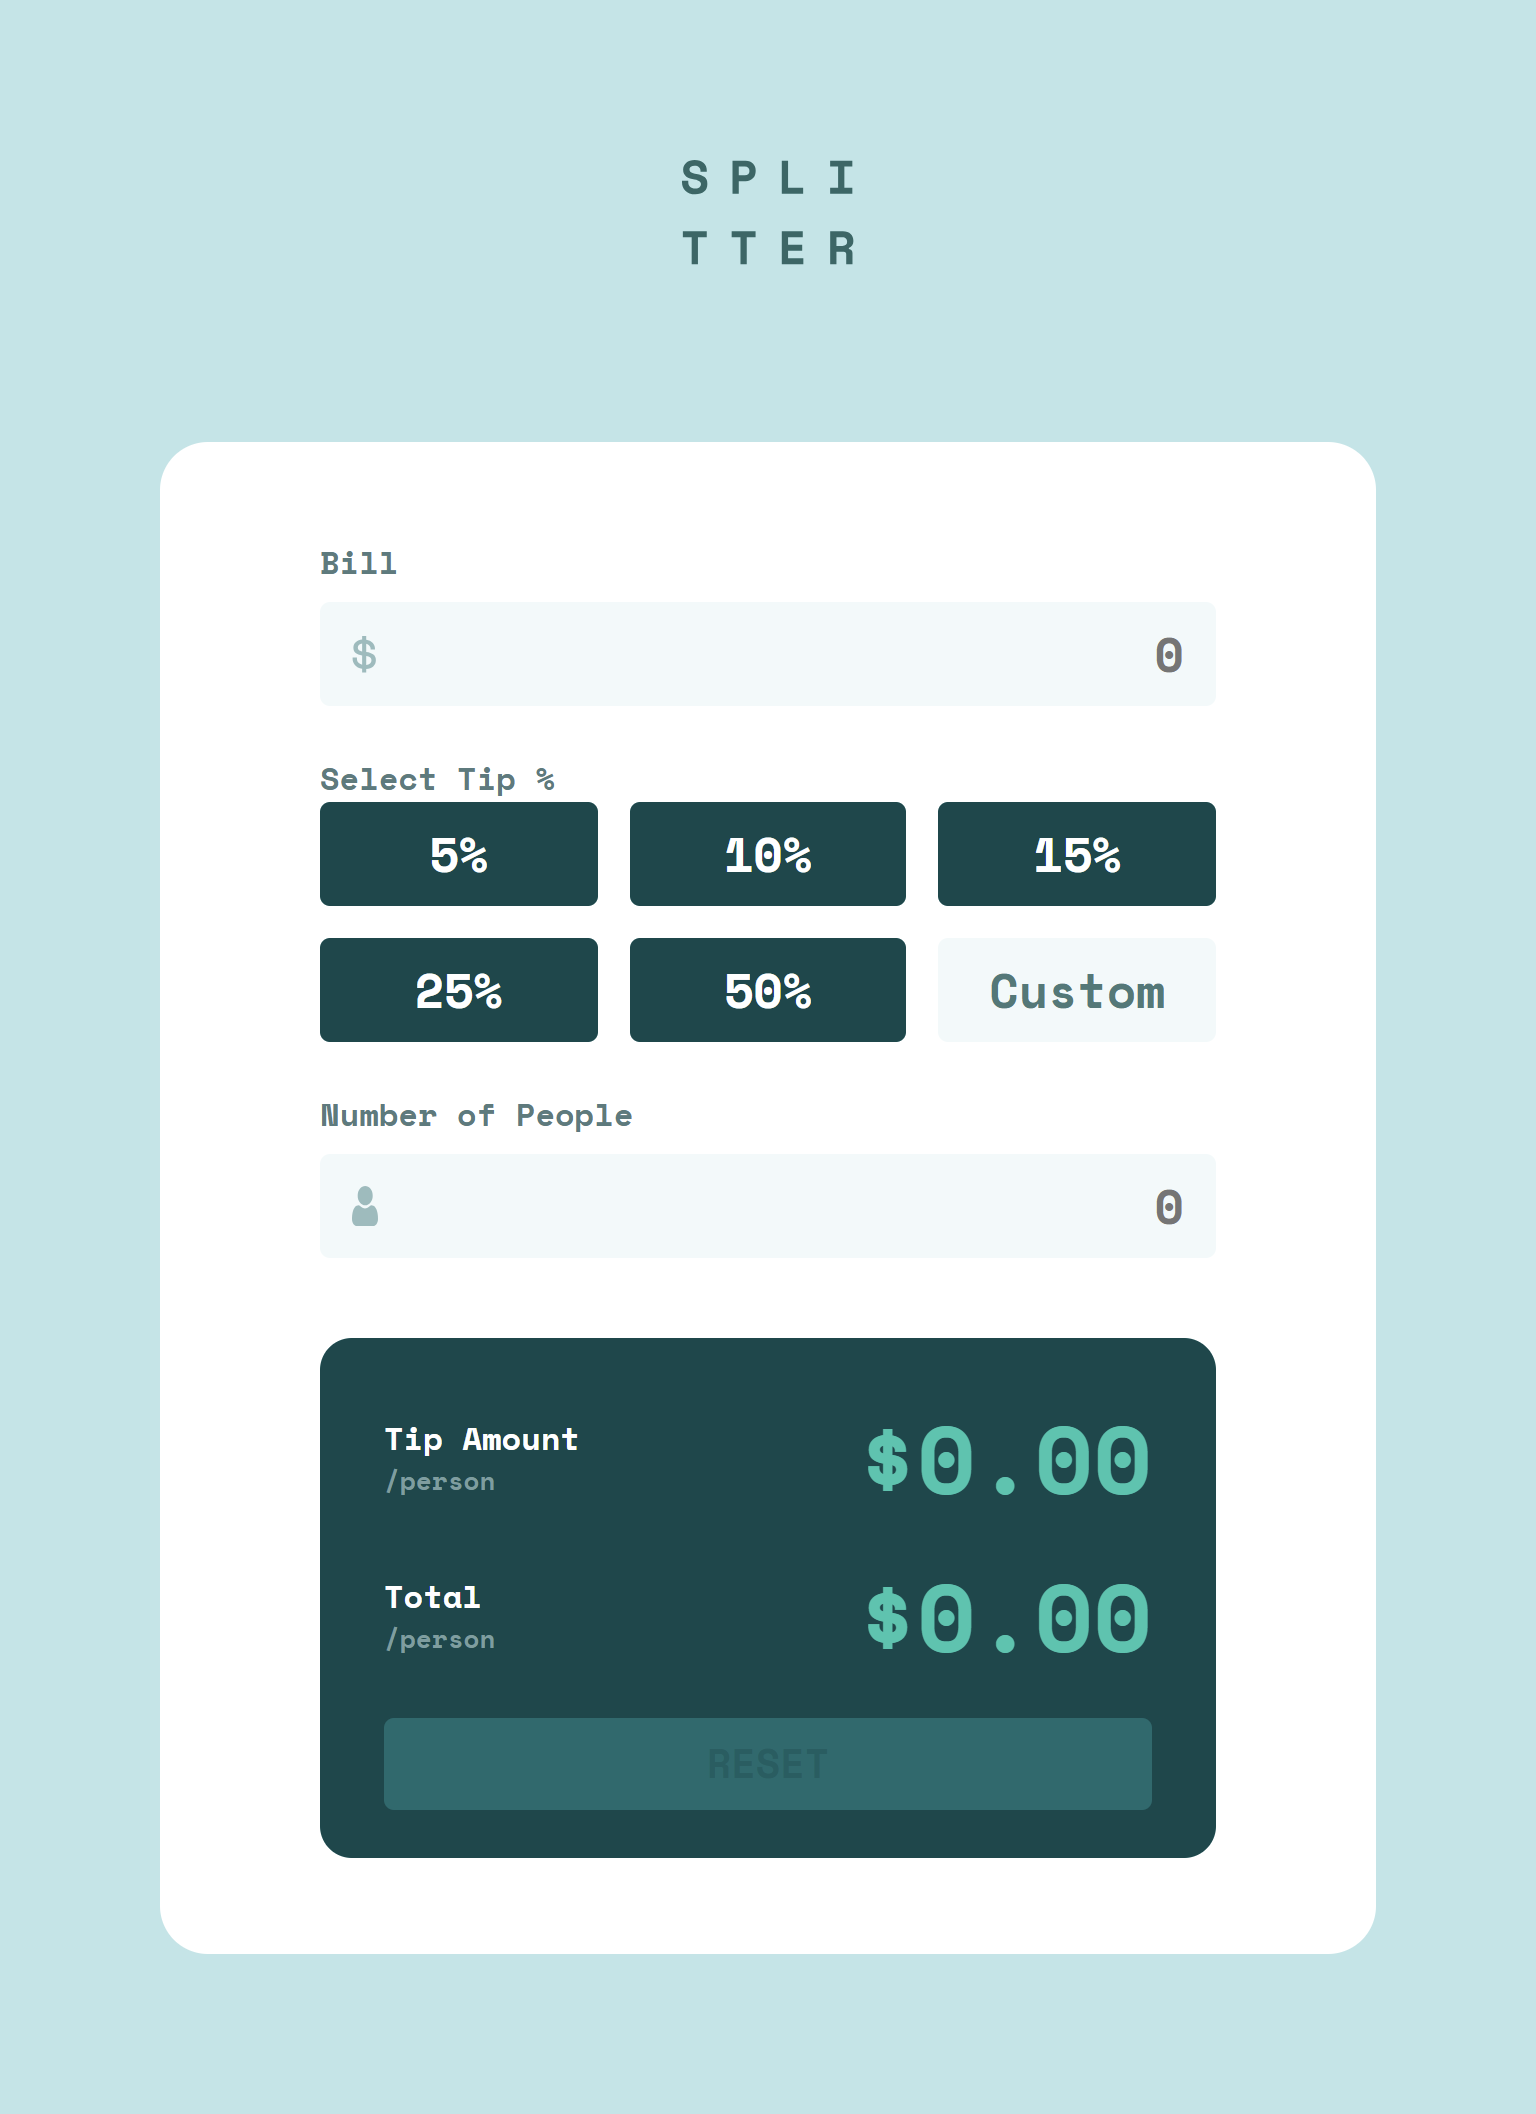 SPLI
TTER
Bill
$ 0
Select Tip %
5% 10% 15%
25% 50% Custom
Number of People
0
Tip Amount
/person
$0.00
Total
/person
$0.00
RESET